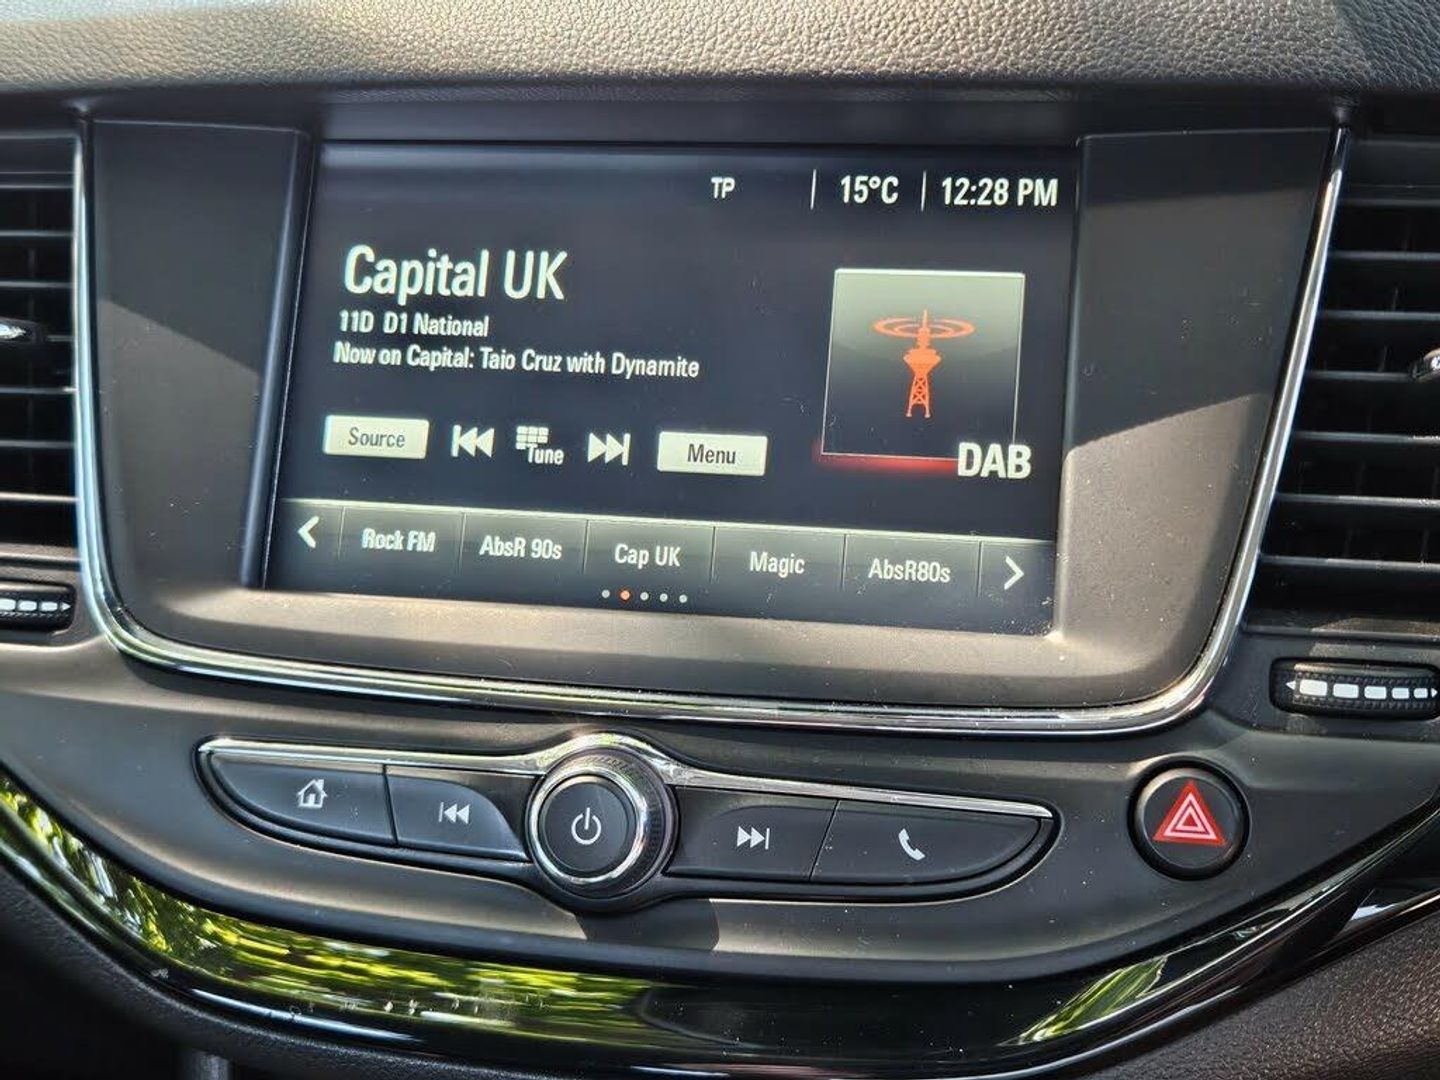 TP 15°C 12:28 PM
Capital UK
11D D1 National
Now on Capital: Taio Cruz with Dynamite
Source Tune Menu
DAB
Rock FM AbsR 90s Cap UK Magic AbsR80s